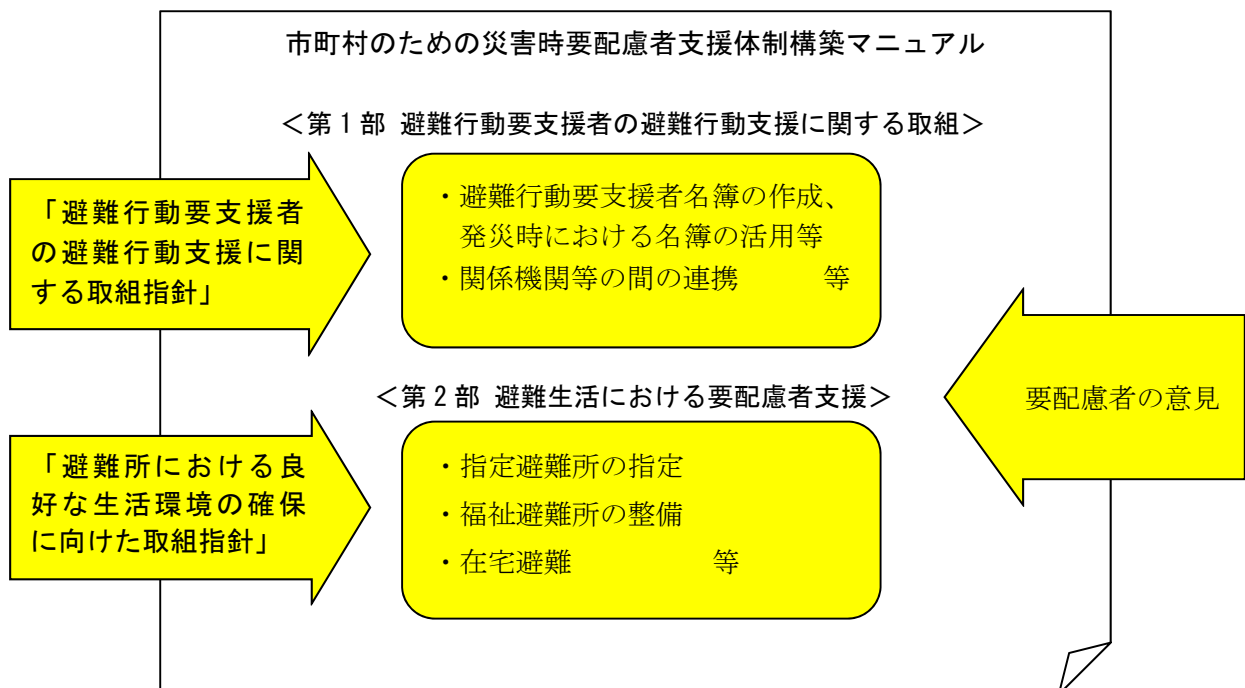 市町村のための災害時要配慮者支援体制構築マニュアル
＜第１部 避難行動要支援者の避難行動支援に関する取組＞
「避難行動要支援者
の避難行動支援に関
する取組指針」
・避難行動要支援者名簿の作成、
発災時における名簿の活用等
・関係機関等の間の連携　　　等
＜第２部 避難生活における要配慮者支援＞
要配慮者の意見
「避難所における良
好な生活環境の確保
に向けた取組指針」
・指定避難所の指定
・福祉避難所の整備
・在宅避難　　　　　等